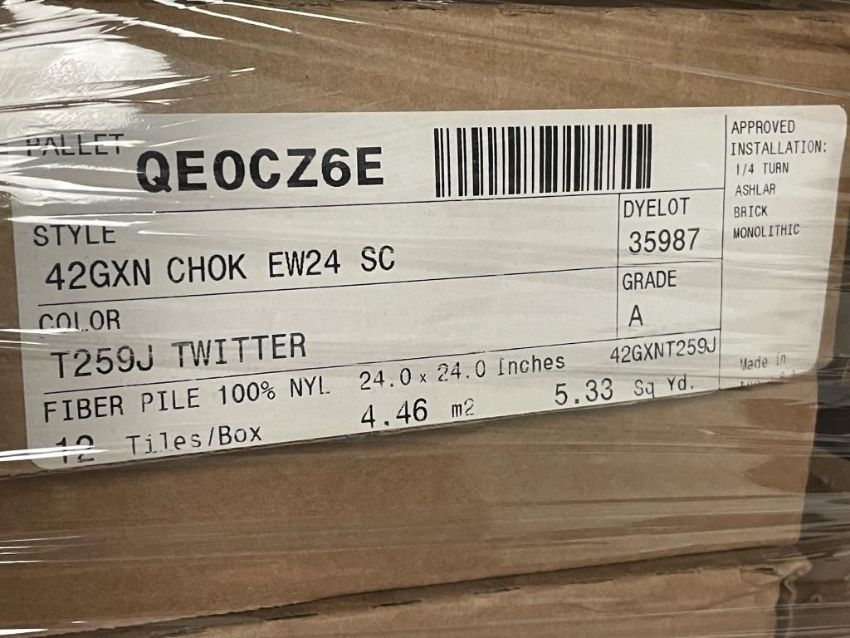 PALLET QE0CZ6E
STYLE
42GXN CHOK EW24 SC
DYELOT
35987
COLOR
T259J TWITTER
GRADE
A
FIBER PILE 100% NYL 24.0 x 24.0 Inches 42GXNT259J
12 Tiles/Box 4.46 m2 5.33 Sq Yd.
APPROVED
INSTALLATION:
1/4 TURN
ASHLAR
BRICK
MONOLITHIC
Made in